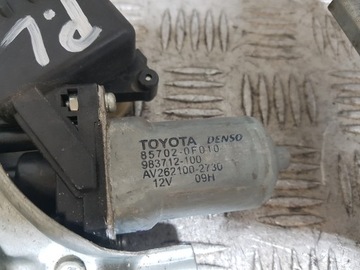 P.V
TOYOTA DENSO
85702-0F010
983712-100
AV262100-2730
12V 09H